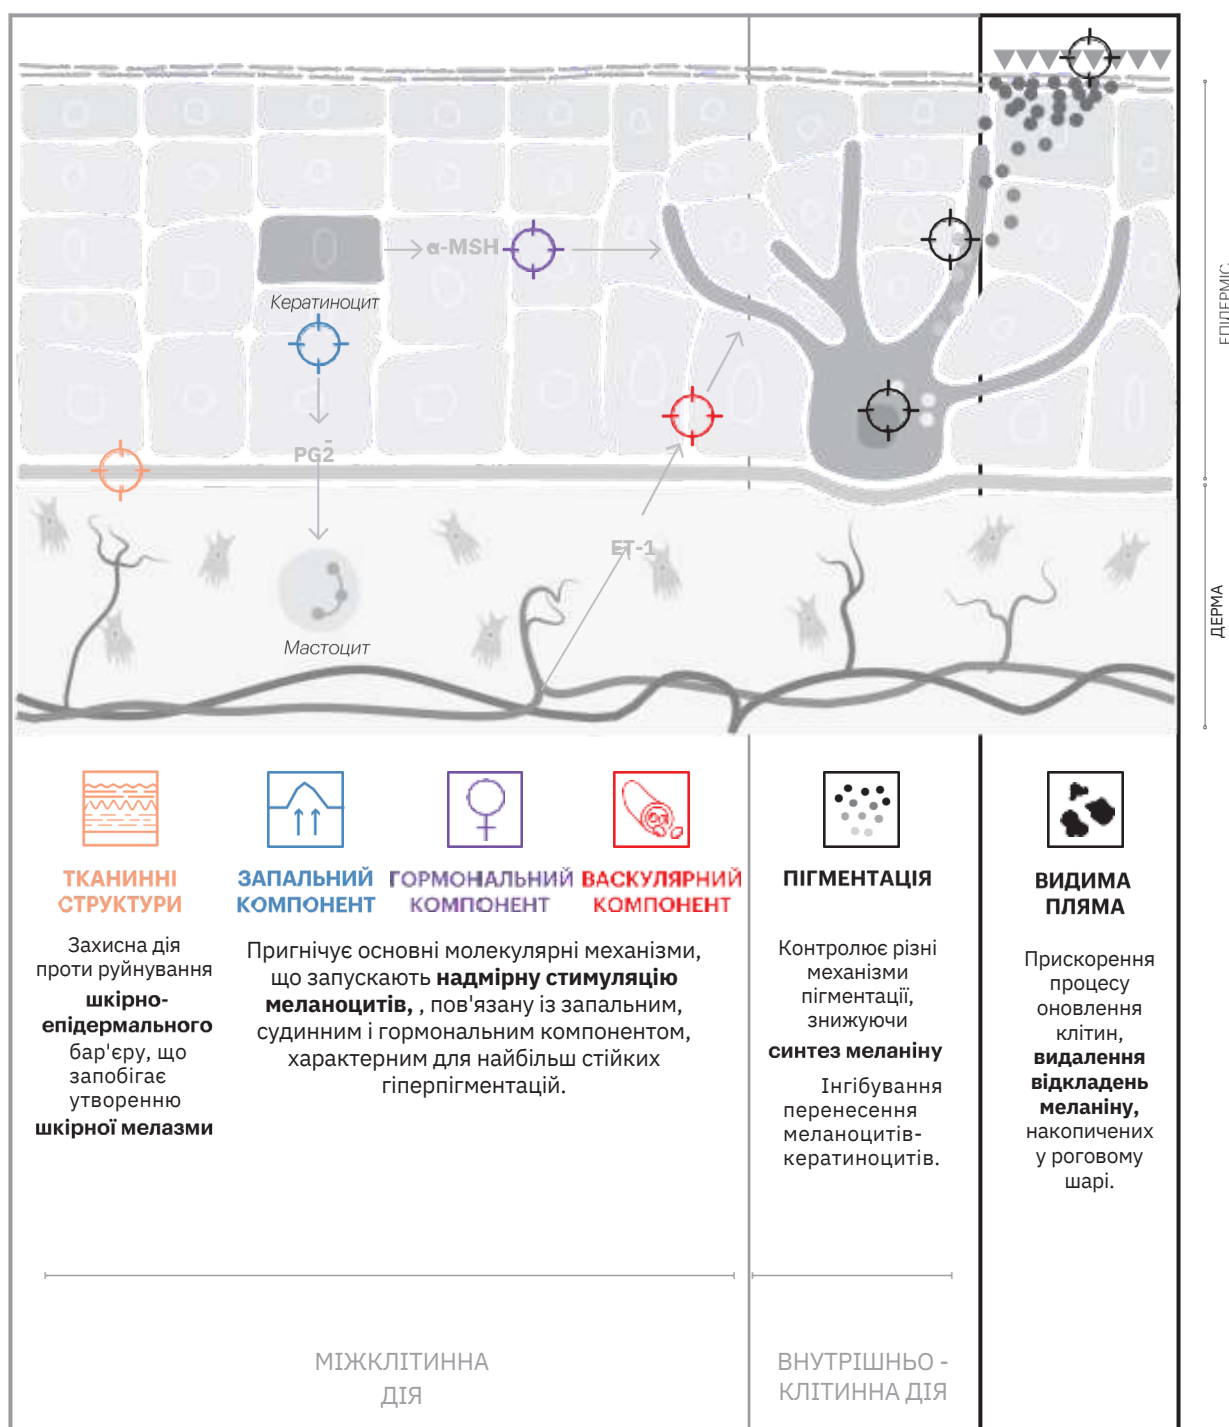 α-MSH
Кератиноцит
PG2
ET-1
Мастоцит
ЕПІДЕРМІС
ДЕРМА
ТКАНИННІ
СТРУКТУРИ
Захисна дія
проти руйнування
шкірно-
епідермального
бар'єру, що
запобігає
утворенню
шкірної мелазми
ЗАПАЛЬНИЙ
КОМПОНЕНТ
ГОРМОНАЛЬНИЙ
КОМПОНЕНТ
ВАСКУЛЯРНИЙ
КОМПОНЕНТ
Пригнічує основні молекулярні механізми,
що запускають надмірну стимуляцію
меланоцитів, , пов'язану із запальним,
судинним і гормональним компонентом,
характерним для найбільш стійких
гіперпігментацій.
ПІГМЕНТАЦІЯ
Контролює різні
механізми
пігментації,
знижуючи
синтез меланіну
Інгібування
перенесення
меланоцитів-
кератиноцитів.
ВИДИМА
ПЛЯМА
Прискорення
процесу
оновлення
клітин,
видалення
відкладень
меланіну,
накопичених
у роговому
шарі.
МІЖКЛІТИННА
ДІЯ
ВНУТРІШНЬО -
КЛІТИННА ДІЯ